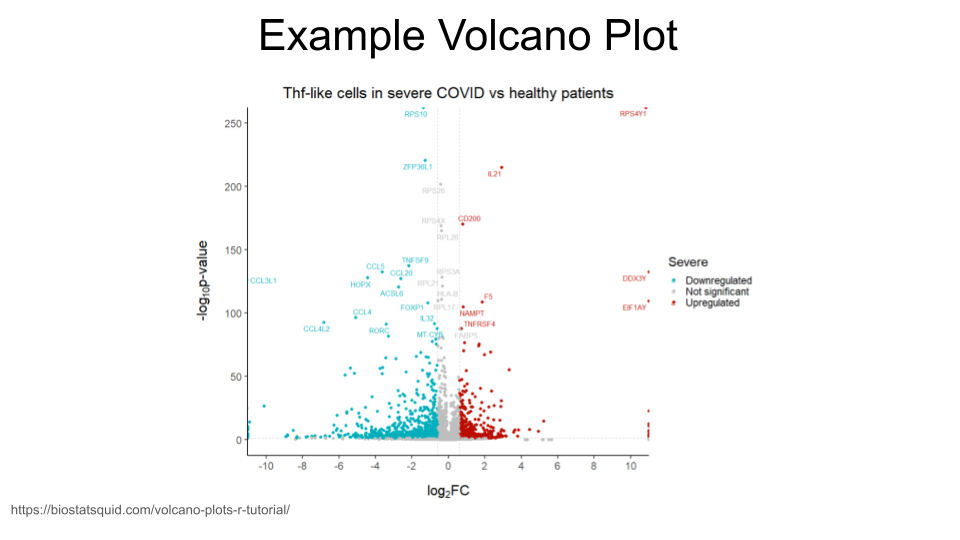 Example Volcano Plot
Thf-like cells in severe COVID vs healthy patients
RPS10
RPS4Y1
250
ZFP36L1
IL21
200
RPS26
RPS4X
CD200
RPL26
150
TNFSF9
CCL5
CCL20
RPS3A
CCL3L1
HOPX
RPL21
DDX3Y
ACSL6
HLA-B
F5
FOXP1
RPL17
EIF1AY
CCL4
NAMPT
100
IL32
CCL4L2
RORC
TNFRSF4
MT-CYB
FABP5
50
0
-10 -8 -6 -4 -2 0 2 4 6 8 10
-log10p-value
log2FC
Severe
Downregulated
Not significant
Upregulated
https://biostatsquid.com/volcano-plots-r-tutorial/